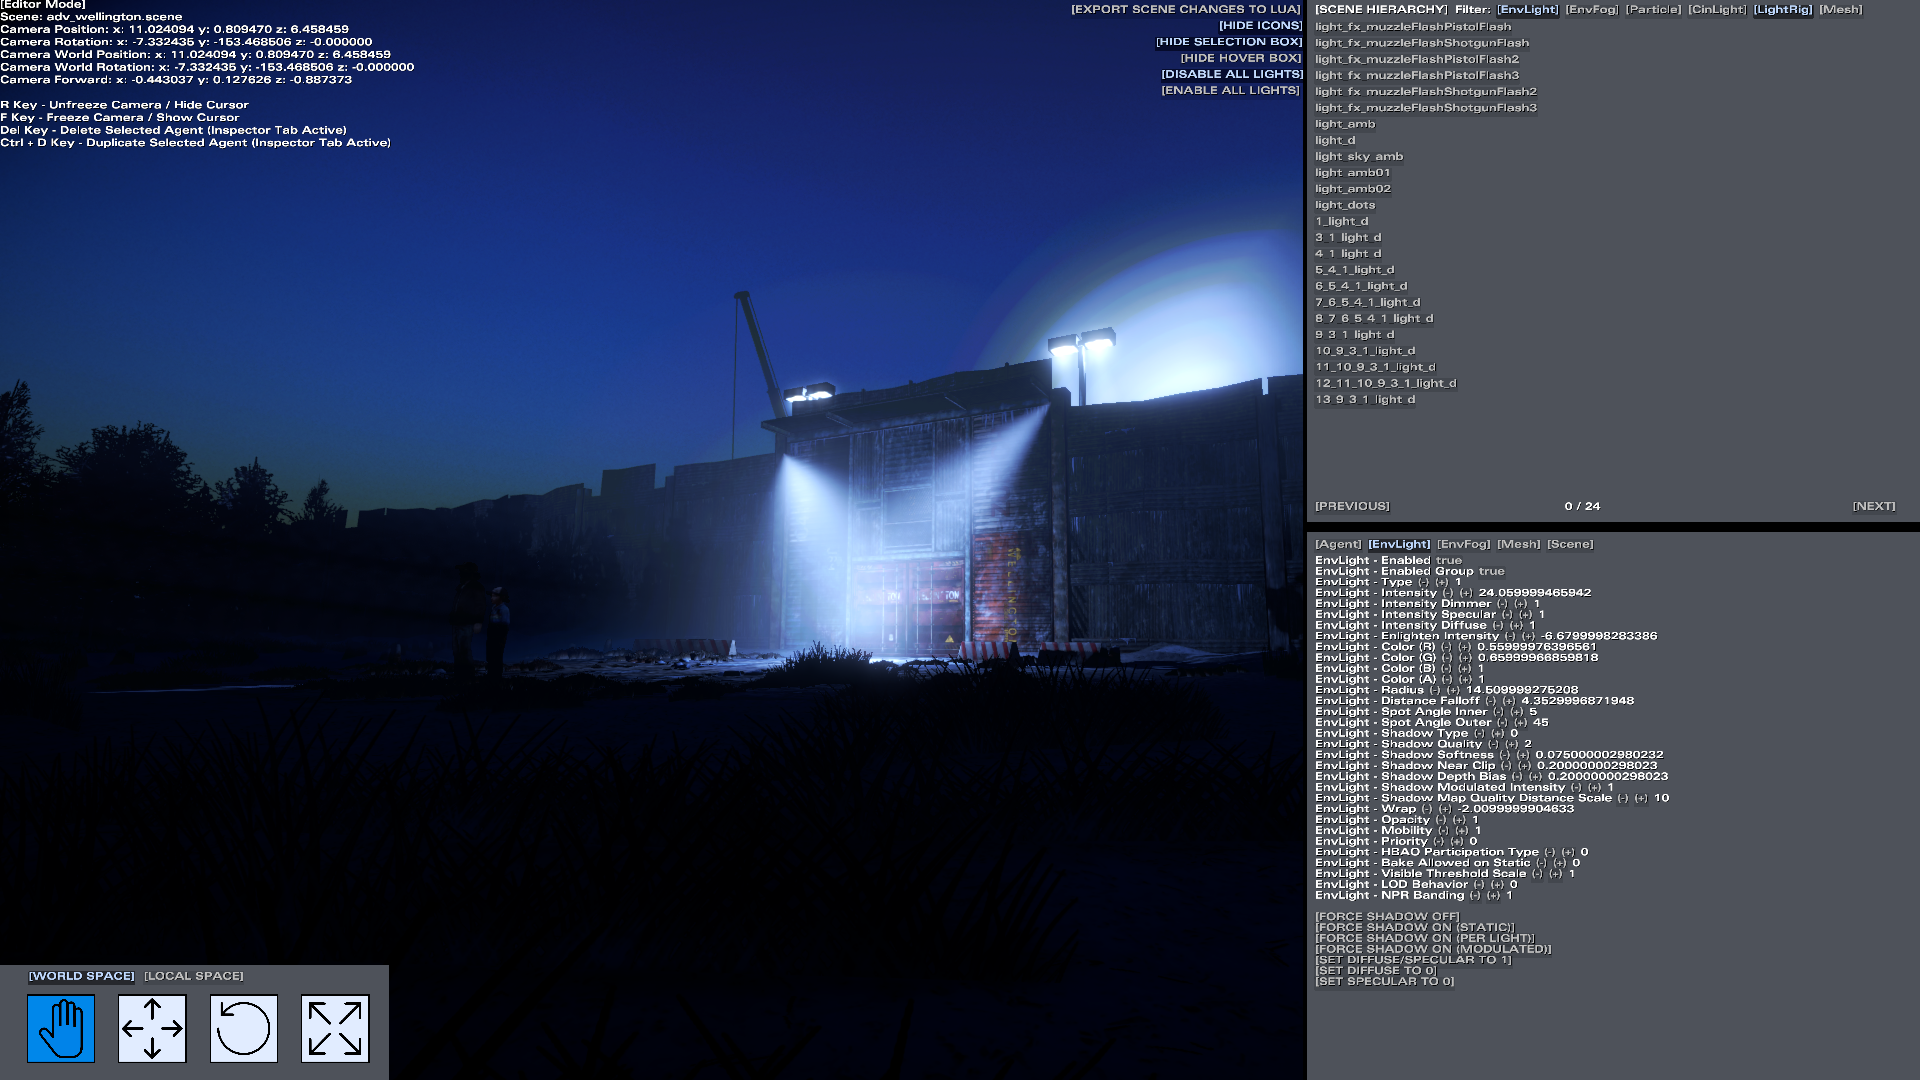 [Editor Mode]
Scene: adv_wellington.scene
Camera Position: x: 11.024094 y: 0.809470 z: 6.458459
Camera Rotation: x: -7.332435 y: -153.468506 z: -0.000000
Camera World Position: x: 11.024094 y: 0.809470 z: 6.458459
Camera World Rotation: x: -7.332435 y: -153.468506 z: -0.000000
Camera Forward: x: -0.443037 y: 0.127626 z: -0.887373
R Key - Unfreeze Camera / Hide Cursor
F Key - Freeze Camera / Show Cursor
Del Key - Delete Selected Agent (Inspector Tab Active)
Ctrl + D Key - Duplicate Selected Agent (Inspector Tab Active)
[EXPORT SCENE CHANGES TO LUA]
[HIDE ICONS]
[HIDE SELECTION BOX]
[HIDE HOVER BOX]
[DISABLE ALL LIGHTS]
[ENABLE ALL LIGHTS]
WELLINGTON
[WORLD SPACE] [LOCAL SPACE]
[SCENE HIERARCHY] Filter: [EnvLight] [EnvFog] [Particle] [CinLight] [LightRig] [Mesh]
light_fx_muzzleFlashPistolFlash
light_fx_muzzleFlashShotgunFlash
light_fx_muzzleFlashPistolFlash2
light_fx_muzzleFlashPistolFlash3
light_fx_muzzleFlashShotgunFlash2
light_fx_muzzleFlashShotgunFlash3
light_amb
light_d
light_sky_amb
light_amb01
light_amb02
light_dots
1_light_d
3_1_light_d
4_1_light_d
5_4_1_light_d
6_5_4_1_light_d
7_6_5_4_1_light_d
8_7_6_5_4_1_light_d
9_3_1_light_d
10_9_3_1_light_d
11_10_9_3_1_light_d
12_11_10_9_3_1_light_d
13_9_3_1_light_d
[PREVIOUS] 0 / 24 [NEXT]
[Agent] [EnvLight] [EnvFog] [Mesh] [Scene]
EnvLight - Enabled true
EnvLight - Enabled Group true
EnvLight - Type (-) (+) 1
EnvLight - Intensity (-) (+) 24.059999465942
EnvLight - Intensity Dimmer (-) (+) 1
EnvLight - Intensity Specular (-) (+) 1
EnvLight - Intensity Diffuse (-) (+) 1
EnvLight - Enlighten Intensity (-) (+) -6.6799998283386
EnvLight - Color (R) (-) (+) 0.55999976396561
EnvLight - Color (G) (-) (+) 0.65999966859818
EnvLight - Color (B) (-) (+) 1
EnvLight - Color (A) (-) (+) 1
EnvLight - Radius (-) (+) 14.509999275208
EnvLight - Distance Falloff (-) (+) 4.3529996871948
EnvLight - Spot Angle Inner (-) (+) 5
EnvLight - Spot Angle Outer (-) (+) 45
EnvLight - Shadow Type (-) (+) 0
EnvLight - Shadow Quality (-) (+) 2
EnvLight - Shadow Softness (-) (+) 0.075000002980232
EnvLight - Shadow Near Clip (-) (+) 0.20000000298023
EnvLight - Shadow Depth Bias (-) (+) 0.20000000298023
EnvLight - Shadow Modulated Intensity (-) (+) 1
EnvLight - Shadow Map Quality Distance Scale (-) (+) 10
EnvLight - Wrap (-) (+) -2.0099999904633
EnvLight - Opacity (-) (+) 1
EnvLight - Mobility (-) (+) 1
EnvLight - Priority (-) (+) 0
EnvLight - HBAO Participation Type (-) (+) 0
EnvLight - Bake Allowed on Static (-) (+) 0
EnvLight - Visible Threshold Scale (-) (+) 1
EnvLight - LOD Behavior (-) (+) 0
EnvLight - NPR Banding (-) (+) 1
[FORCE SHADOW OFF]
[FORCE SHADOW ON (STATIC)]
[FORCE SHADOW ON (PER LIGHT)]
[FORCE SHADOW ON (MODULATED)]
[SET DIFFUSE/SPECULAR TO 1]
[SET DIFFUSE TO 0]
[SET SPECULAR TO 0]